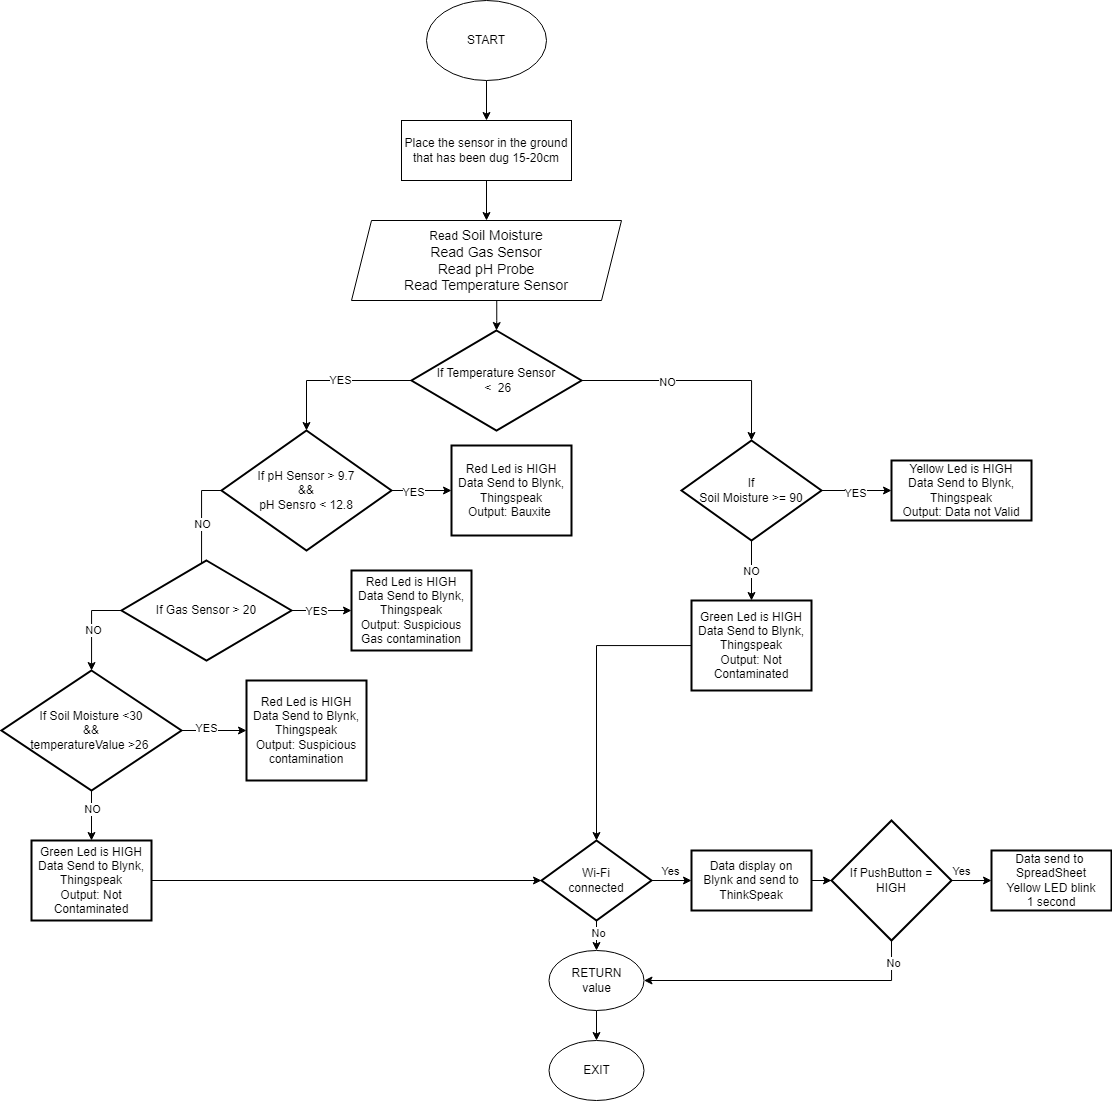 START
Place the sensor in the ground
that has been dug 15-20cm
Read Soil Moisture
Read Gas Sensor
Read pH Probe
Read Temperature Sensor
If Temperature Sensor
< 26
YES
NO
If pH Sensor > 9.7
&&
pH Sensro < 12.8
YES
Red Led is HIGH
Data Send to Blynk,
Thingspeak
Output: Bauxite
If
Soil Moisture >= 90
YES
Yellow Led is HIGH
Data Send to Blynk,
Thingspeak
Output: Data not Valid
NO
NO
If Gas Sensor > 20
YES
Red Led is HIGH
Data Send to Blynk,
Thingspeak
Output: Suspicious
Gas contamination
Green Led is HIGH
Data Send to Blynk,
Thingspeak
Output: Not
Contaminated
NO
If Soil Moisture <30
&&
temperatureValue >26
YES
Red Led is HIGH
Data Send to Blynk,
Thingspeak
Output: Suspicious
contamination
NO
Green Led is HIGH
Data Send to Blynk,
Thingspeak
Output: Not
Contaminated
Wi-Fi
connected
Yes
Data display on
Blynk and send to
ThinkSpeak
If PushButton =
HIGH
Yes
Data send to
SpreadSheet
Yellow LED blink
1 second
No
No
RETURN
value
EXIT